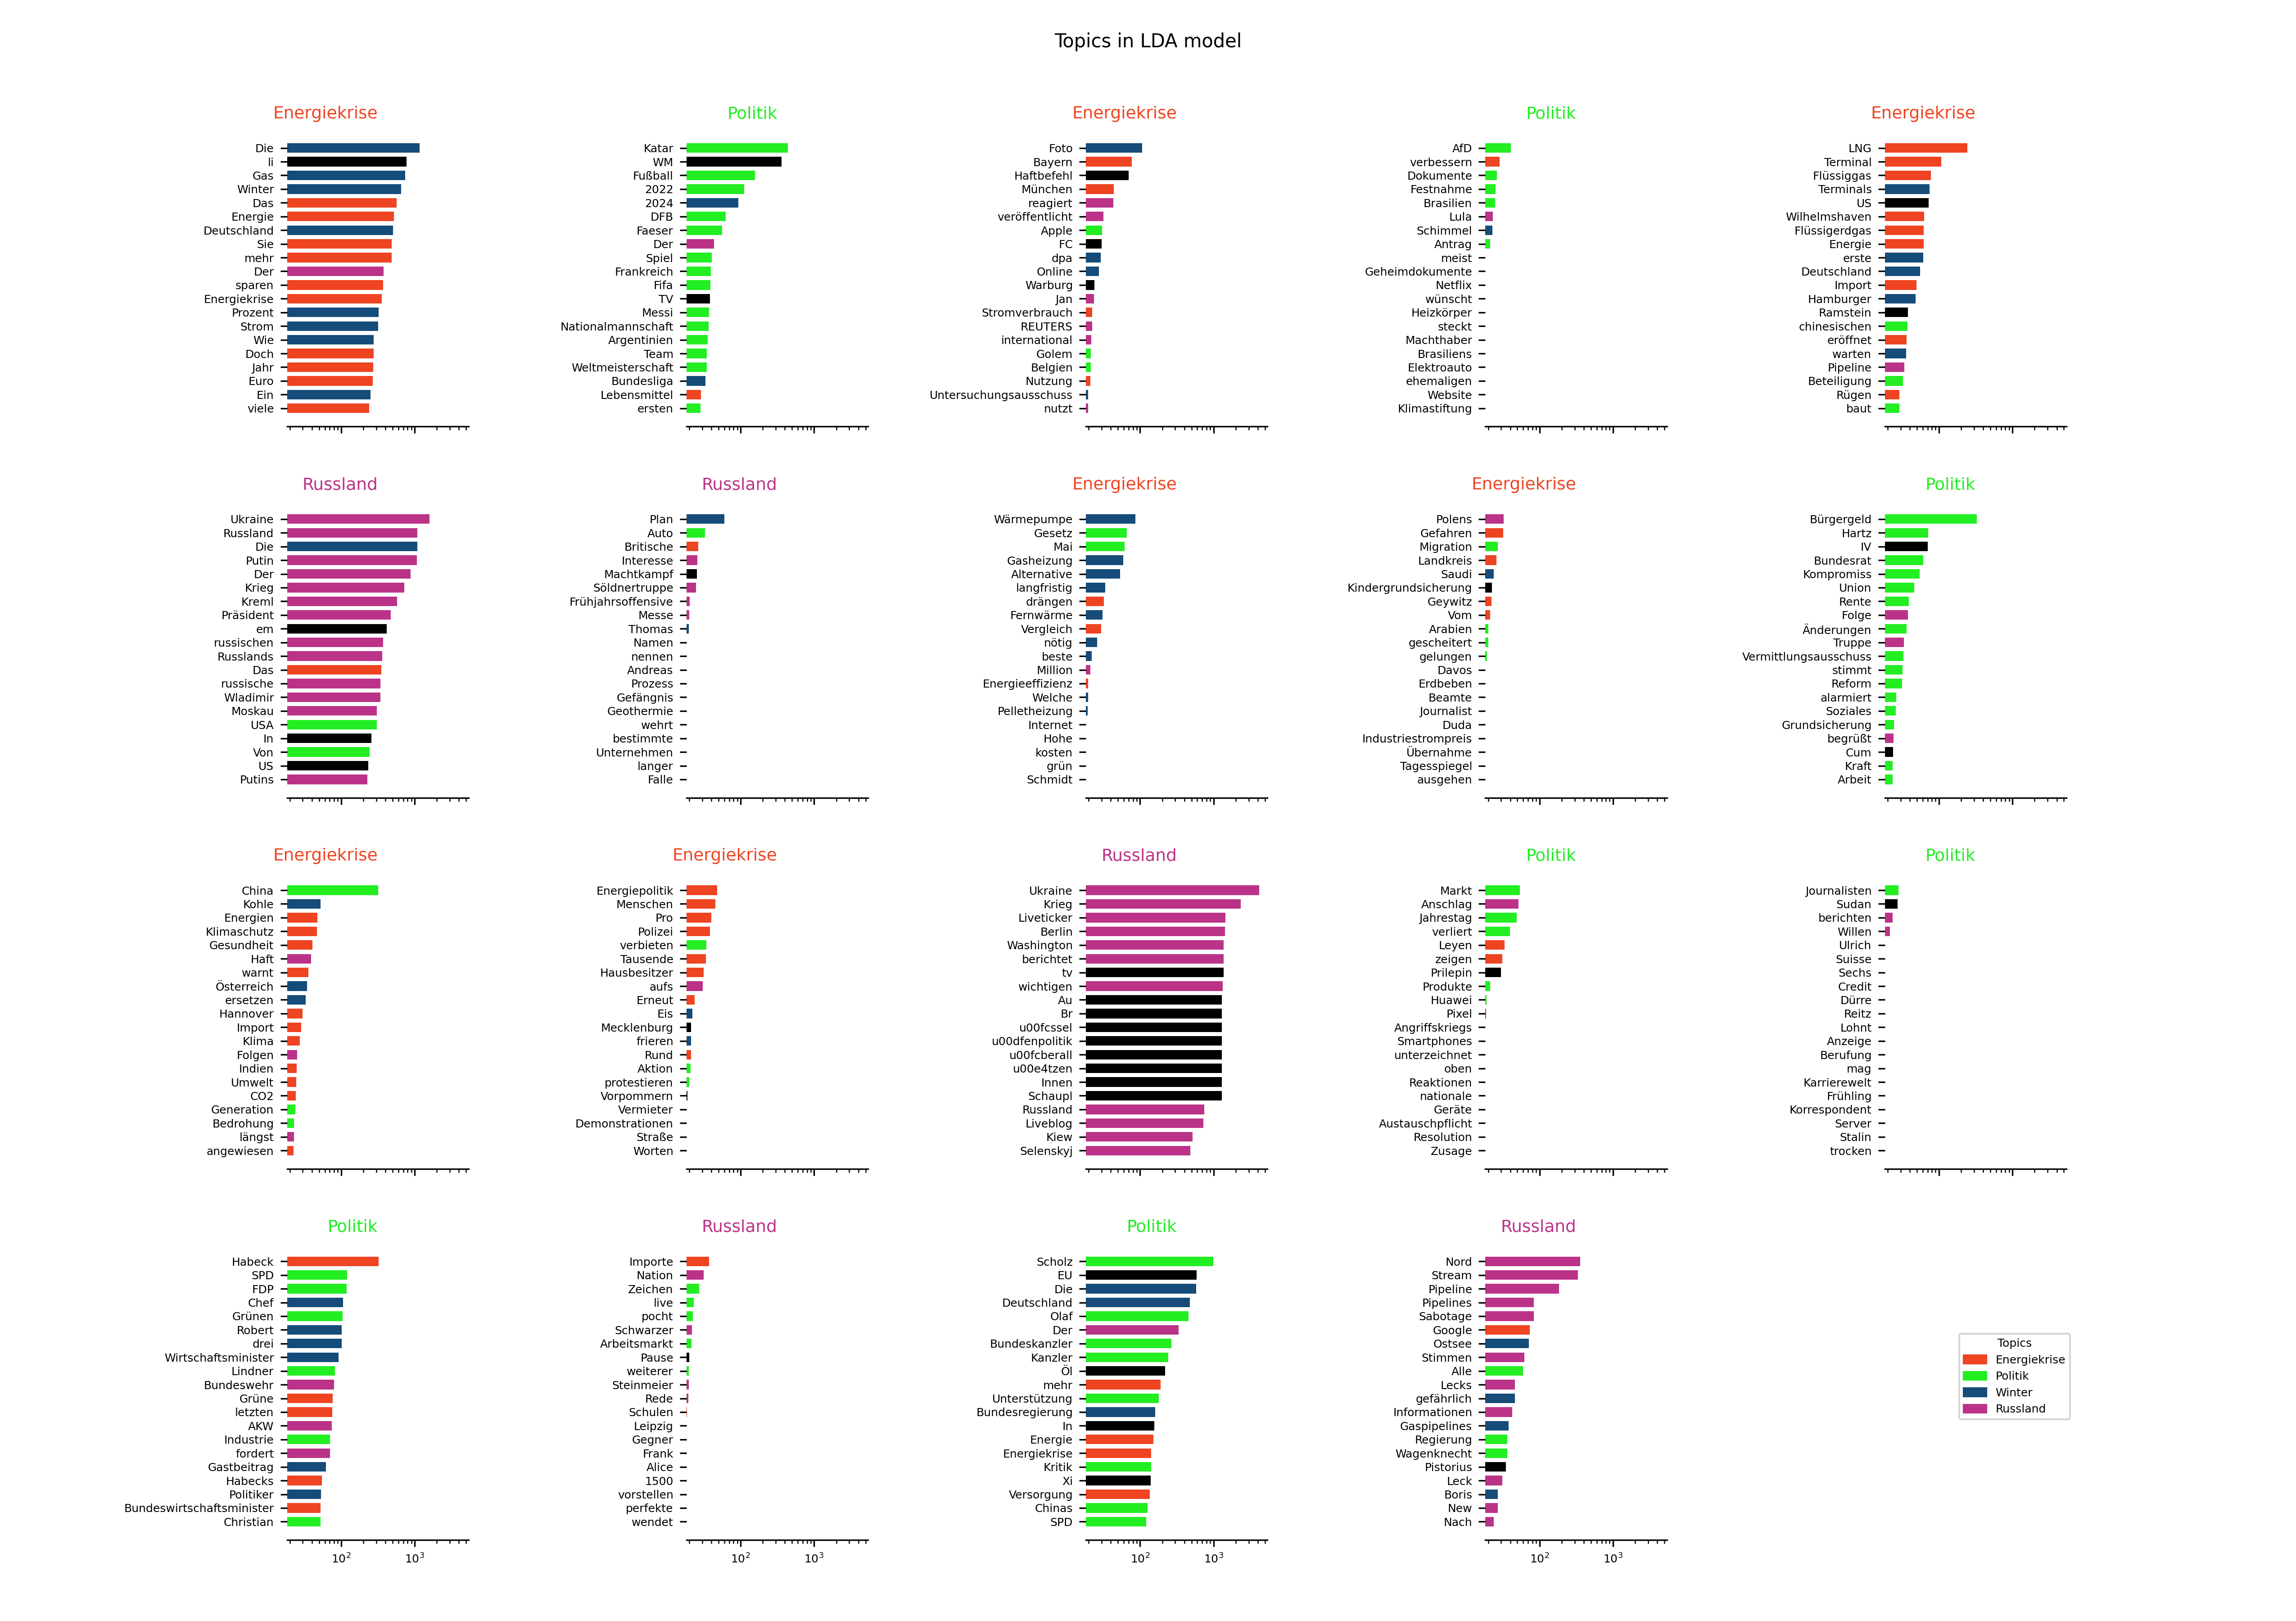 Topics in LDA model
Energiekrise
Die
li
Gas
Winter
Das
Energie
Deutschland
Sie
mehr
Der
sparen
Energiekrise
Prozent
Strom
Wie
Doch
Jahr
Euro
Ein
viele
Politik
Katar
WM
Fußball
2022
2024
DFB
Faeser
Der
Spiel
Frankreich
Fifa
TV
Messi
Nationalmannschaft
Argentinien
Team
Weltmeisterschaft
Bundesliga
Lebensmittel
ersten
Energiekrise
Foto
Bayern
Haftbefehl
München
reagiert
veröffentlicht
Apple
FC
dpa
Online
Warburg
Jan
Stromverbrauch
REUTERS
international
Golem
Belgien
Nutzung
Untersuchungsausschuss
nutzt
Politik
AfD
verbessern
Dokumente
Festnahme
Brasilien
Lula
Schimmel
Antrag
meist
Geheimdokumente
Netflix
wünscht
Heizkörper
steckt
Machthaber
Brasiliens
Elektroauto
ehemaligen
Website
Klimastiftung
Energiekrise
LNG
Terminal
Flüssiggas
Terminals
US
Wilhelmshaven
Flüssigerdgas
Energie
erste
Deutschland
Import
Hamburger
Ramstein
chinesischen
eröffnet
warten
Pipeline
Beteiligung
Rügen
baut
Russland
Ukraine
Russland
Die
Putin
Der
Krieg
Kreml
Präsident
em
russischen
Russlands
Das
russische
Wladimir
Moskau
USA
In
Von
US
Putins
Russland
Plan
Auto
Britische
Interesse
Machtkampf
Söldnertruppe
Frühjahrsoffensive
Messe
Thomas
Namen
nennen
Andreas
Prozess
Gefängnis
Geothermie
wehrt
bestimmte
Unternehmen
langer
Falle
Energiekrise
Wärmepumpe
Gesetz
Mai
Gasheizung
Alternative
langfristig
drängen
Fernwärme
Vergleich
nötig
beste
Million
Energieeffizienz
Welche
Pelletheizung
Internet
Hohe
kosten
grün
Schmidt
Energiekrise
Polens
Gefahren
Migration
Landkreis
Saudi
Kindergrundsicherung
Geywitz
Vom
Arabien
gescheitert
gelungen
Davos
Erdbeben
Beamte
Journalist
Duda
Industriestrompreis
Übernahme
Tagesspiegel
ausgehen
Politik
Bürgergeld
Hartz
IV
Bundesrat
Kompromiss
Union
Rente
Folge
Änderungen
Truppe
Vermittlungsausschuss
stimmt
Reform
alarmiert
Soziales
Grundsicherung
begrüßt
Cum
Kraft
Arbeit
Energiekrise
China
Kohle
Energien
Klimaschutz
Gesundheit
Haft
warnt
Österreich
ersetzen
Hannover
Import
Klima
Folgen
Indien
Umwelt
CO2
Generation
Bedrohung
längst
angewiesen
Energiekrise
Energiepolitik
Menschen
Pro
Polizei
verbieten
Tausende
Hausbesitzer
aufs
Erneut
Eis
Mecklenburg
frieren
Rund
Aktion
protestieren
Vorpommern
Vermieter
Demonstrationen
Straße
Worten
Russland
Ukraine
Krieg
Liveticker
Berlin
Washington
berichtet
tv
wichtigen
Au
Br
u00fcssel
u00dfenpolitik
u00fcberall
u00e4tzen
Innen
Schaupl
Russland
Liveblog
Kiew
Selenskyj
Politik
Markt
Anschlag
Jahrestag
verliert
Leyen
zeigen
Prilepin
Produkte
Huawei
Pixel
Angriffskriegs
Smartphones
unterzeichnet
oben
Reaktionen
nationale
Geräte
Austauschpflicht
Resolution
Zusage
Politik
Journalisten
Sudan
berichten
Willen
Ulrich
Suisse
Sechs
Credit
Dürre
Reitz
Lohnt
Anzeige
Berufung
mag
Karrierewelt
Frühling
Korrespondent
Server
Stalin
trocken
Politik
Habeck
SPD
FDP
Chef
Grünen
Robert
drei
Wirtschaftsminister
Lindner
Bundeswehr
Grüne
letzten
AKW
Industrie
fordert
Gastbeitrag
Habecks
Politiker
Bundeswirtschaftsminister
Christian
10² 10³
Russland
Importe
Nation
Zeichen
live
pocht
Schwarzer
Arbeitsmarkt
Pause
weiterer
Steinmeier
Rede
Schulen
Leipzig
Gegner
Frank
Alice
1500
vorstellen
perfekte
wendet
10² 10³
Politik
Scholz
EU
Die
Deutschland
Olaf
Der
Bundeskanzler
Kanzler
Öl
mehr
Unterstützung
Bundesregierung
In
Energie
Energiekrise
Kritik
Xi
Versorgung
Chinas
SPD
10² 10³
Russland
Nord
Stream
Pipeline
Pipelines
Sabotage
Google
Ostsee
Stimmen
Alle
Lecks
gefährlich
Informationen
Gaspipelines
Regierung
Wagenknecht
Pistorius
Leck
Boris
New
Nach
10² 10³
Topics
Energiekrise
Politik
Winter
Russland